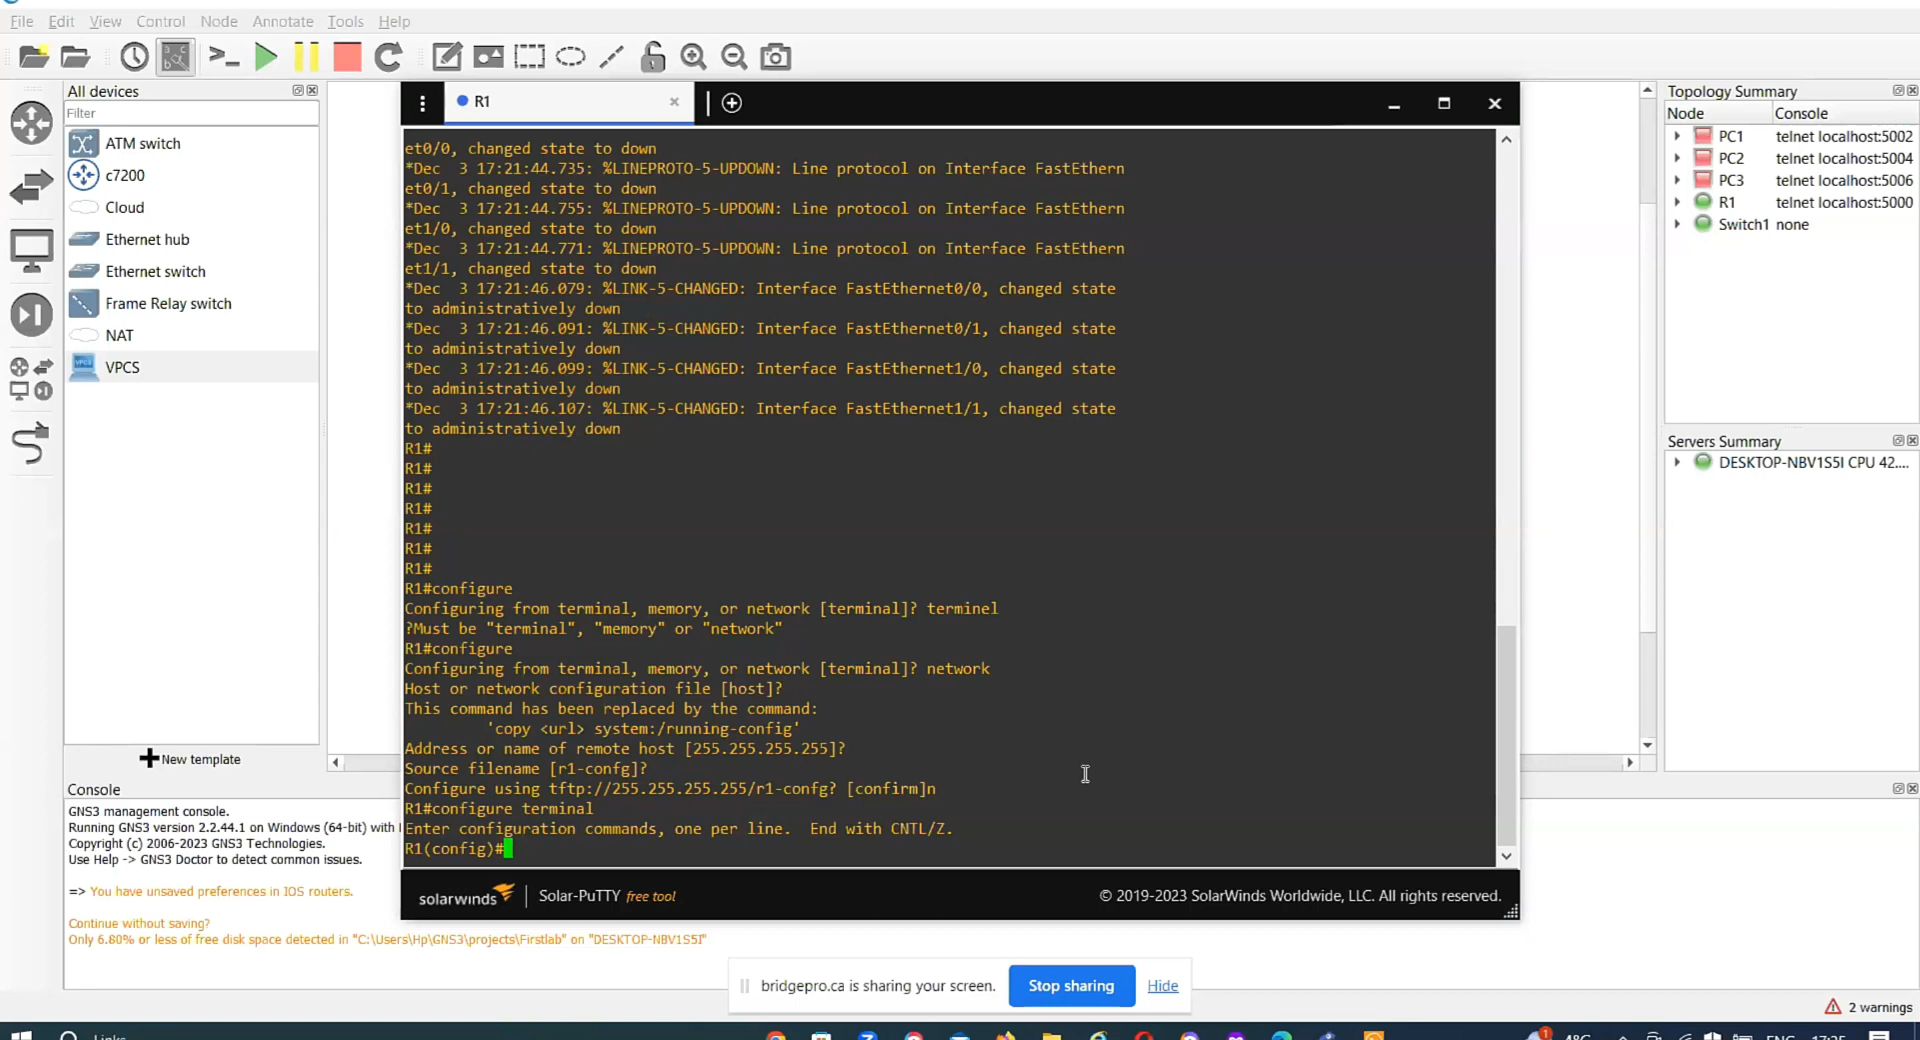 File Edit View Control Node Annotate Tools Help
All devices
Filter
ATM switch
c7200
Cloud
Ethernet hub
Ethernet switch
Frame Relay switch
NAT
VPCS
New template
R1
et0/0, changed state to down
*Dec  3 17:21:44.735: %LINEPROTO-5-UPDOWN: Line protocol on Interface FastEthern
et0/1, changed state to down
*Dec  3 17:21:44.755: %LINEPROTO-5-UPDOWN: Line protocol on Interface FastEthern
et1/0, changed state to down
*Dec  3 17:21:44.771: %LINEPROTO-5-UPDOWN: Line protocol on Interface FastEthern
et1/1, changed state to down
*Dec  3 17:21:46.079: %LINK-5-CHANGED: Interface FastEthernet0/0, changed state
to administratively down
*Dec  3 17:21:46.091: %LINK-5-CHANGED: Interface FastEthernet0/1, changed state
to administratively down
*Dec  3 17:21:46.099: %LINK-5-CHANGED: Interface FastEthernet1/0, changed state
to administratively down
*Dec  3 17:21:46.107: %LINK-5-CHANGED: Interface FastEthernet1/1, changed state
to administratively down
R1#
R1#
R1#
R1#
R1#
R1#
R1#
R1#configure
Configuring from terminal, memory, or network [terminal]? terminel
?Must be "terminal", "memory" or "network"
R1#configure
Configuring from terminal, memory, or network [terminal]? network
Host or network configuration file [host]?
This command has been replaced by the command:
'copy <url> system:/running-config'
Address or name of remote host [255.255.255.255]?
Source filename [r1-confg]?
Configure using tftp://255.255.255.255/r1-confg? [confirm]n
R1#configure terminal
Enter configuration commands, one per line.  End with CNTL/Z.
R1(config)#
solarwinds Solar-PuTTY free tool © 2019-2023 SolarWinds Worldwide, LLC. All rights reserved.
Topology Summary
Node Console
PC1 telnet localhost:5002
PC2 telnet localhost:5004
PC3 telnet localhost:5006
R1 telnet localhost:5000
Switch1 none
Servers Summary
DESKTOP-NBV1S5I CPU 42....
Console
GNS3 management console.
Running GNS3 version 2.2.44.1 on Windows (64-bit) with
Copyright (c) 2006-2023 GNS3 Technologies.
Use Help -> GNS3 Doctor to detect common issues.
=> You have unsaved preferences in IOS routers.
Continue without saving?
Only 6.80% or less of free disk space detected in "C:\Users\Hp\GNS3\projects\Firstlab" on "DESKTOP-NBV1S5I"
bridgepro.ca is sharing your screen. Stop sharing Hide
2 warnings